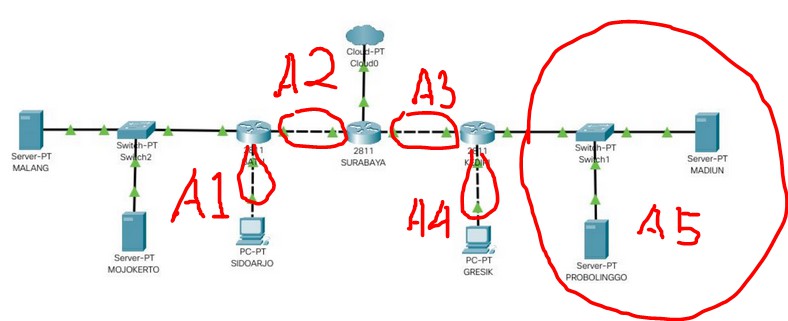 Cloud-PT
Cloud0
A2
A3
Server-PT
MALANG
Switch-PT
Switch2
2811
2811
SURABAYA
2811
Switch-PT
Switch1
Server-PT
MADIUN
A1
A4
A5
Server-PT
MOJOKERTO
PC-PT
SIDOARJO
PC-PT
GRESIK
Server-PT
PROBOLINGGO